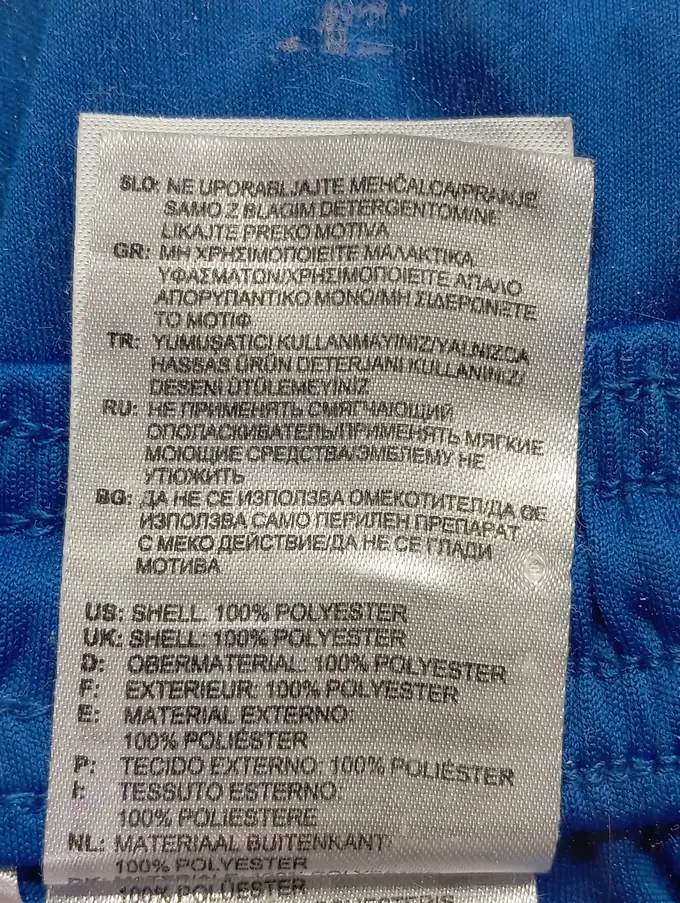 SLO: NE UPORABLJAJTE MEHČALCA/PRANJE
SAMO Z BLAGIM DETERGENTOM/NE
LIKAJTE PREKO MOTIVA
GR: ΜΗ ΧΡΗΣΙΜΟΠΟΙΕΙΤΕ ΜΑΛΑΚΤΙΚΑ
ΥΦΑΣΜΑΤΩΝ/ΧΡΗΣΙΜΟΠΟΙΕΙΤΕ ΑΠΑΛΟ
ΑΠΟΡΥΠΑΝΤΙΚΟ ΜΟΝΟ/ΜΗ ΣΙΔΕΡΩΝΕΤΕ
ΤΟ ΜΟΤΙΦ
TR: YUMUŞATICI KULLANMAYINIZ/YALNIZCA
HASSAS ÜRÜN DETERJANI KULLANINIZ/
DESENİ ÜTÜLEMEYİNİZ
RU: НЕ ПРИМЕНЯТЬ СМЯГЧАЮЩИЙ
ОПОЛАСКИВАТЕЛЬ/ПРИМЕНЯТЬ МЯГКИЕ
МОЮЩИЕ СРЕДСТВА/ЭМБЛЕМУ НЕ
УТЮЖИТЬ
BG: ДА НЕ СЕ ИЗПОЛЗВА ОМЕКОТИТЕЛ/ДА СЕ
ИЗПОЛЗВА САМО ПЕРИЛЕН ПРЕПАРАТ
С МЕКО ДЕЙСТВИЕ/ДА НЕ СЕ ГЛАДИ
МОТИВА
US: SHELL: 100% POLYESTER
UK: SHELL: 100% POLYESTER
D: OBERMATERIAL: 100% POLYESTER
F: EXTERIEUR: 100% POLYESTER
E: MATERIAL EXTERNO:
100% POLIÉSTER
P: TECIDO EXTERNO: 100% POLIÉSTER
I: TESSUTO ESTERNO:
100% POLIESTERE
NL: MATERIAAL BUITENKANT:
100% POLYESTER
100% POLÜESTER